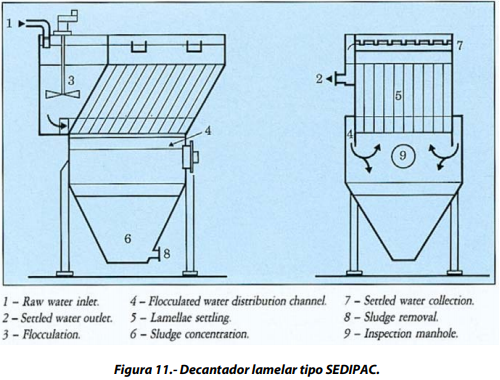 1
3
4
6
8
7
2
5
4
9
1 – Raw water inlet. 4 – Flocculated water distribution channel. 7 – Settled water collection.
2 – Settled water outlet. 5 – Lamellae settling. 8 – Sludge removal.
3 – Flocculation. 6 – Sludge concentration. 9 – Inspection manhole.
Figura 11.- Decantador lamelar tipo SEDIPAC.